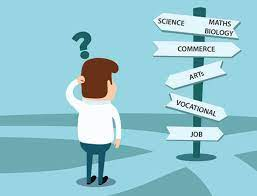 ?
SCIENCE MATHS
BIOLOGY
COMMERCE
ARTs
VOCATIONAL
JOB